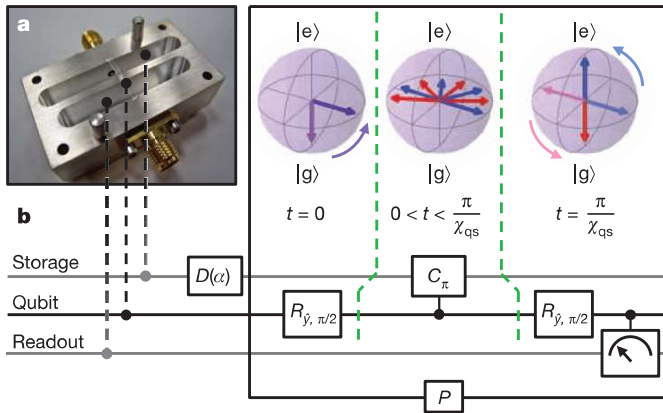 a
|e⟩ |e⟩ |e⟩
|g⟩ |g⟩ |g⟩
b
t = 0 0 < t < π/χqs t = π/χqs
Storage D(α) Cπ
Qubit Rŷ, π/2 Rŷ, π/2
Readout
P